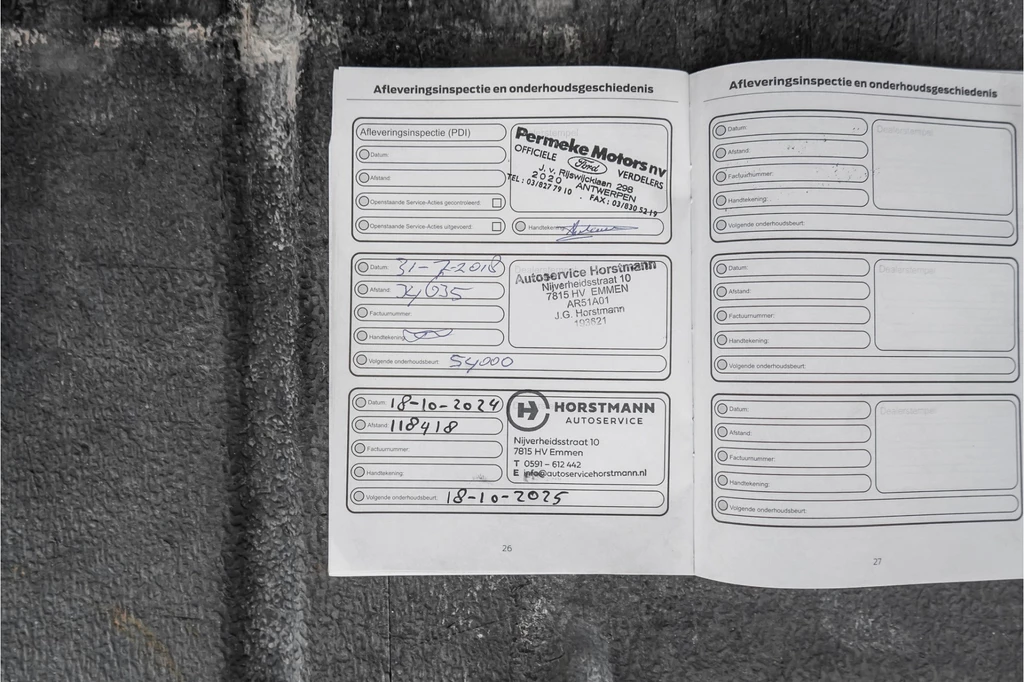 Afleveringsinspectie en onderhoudsgeschiedenis
Afleveringsinspectie (PDI)
Datum:
Afstand:
Openstaande Service-Acties gecontroleerd:
Openstaande Service-Acties uitgevoerd:
Permeke Motors nv
OFFICIELE Ford VERDELERS
J. v. Rijswijcklaan 298
2020 ANTWERPEN
TEL : 03/827 79 10
FAX : 03/830 52 19
Handtekening:
Datum: 31-7-2018
Afstand: 34035
Factuurnummer:
Handtekening:
Volgende onderhoudsbeurt: 54000
Autoservice Horstmann
Nijverheidsstraat 10
7815 HV EMMEN
AR51A01
J.G. Horstmann
103621
Datum: 18-10-2024
Afstand: 118418
Factuurnummer:
Handtekening:
Volgende onderhoudsbeurt: 18-10-2025
HORSTMANN
AUTOSERVICE
Nijverheidsstraat 10
7815 HV Emmen
T 0591 - 612 442
E info@autoservicehorstmann.nl
26
Afleveringsinspectie en onderhoudsgeschiedenis
Datum:
Afstand:
Factuurnummer:
Handtekening:
Volgende onderhoudsbeurt:
Dealerstempel
Datum:
Afstand:
Factuurnummer:
Handtekening:
Volgende onderhoudsbeurt:
Dealerstempel
Datum:
Afstand:
Factuurnummer:
Handtekening:
Volgende onderhoudsbeurt:
Dealerstempel
27